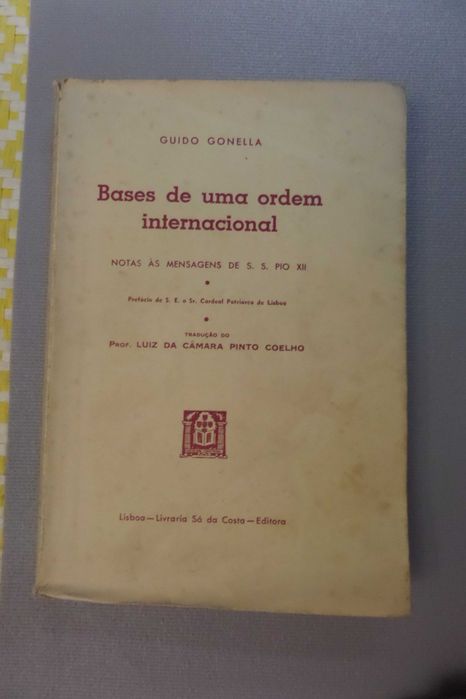 GUIDO GONELLA
Bases de uma ordem
internacional
NOTAS ÀS MENSAGENS DE S. S. PIO XII
Prefácio de S. E. o Sr. Cardeal Patriarca de Lisboa
TRADUÇÃO DO
PROF. LUIZ DA CÂMARA PINTO COELHO
Lisboa—Livraria Sá da Costa—Editora